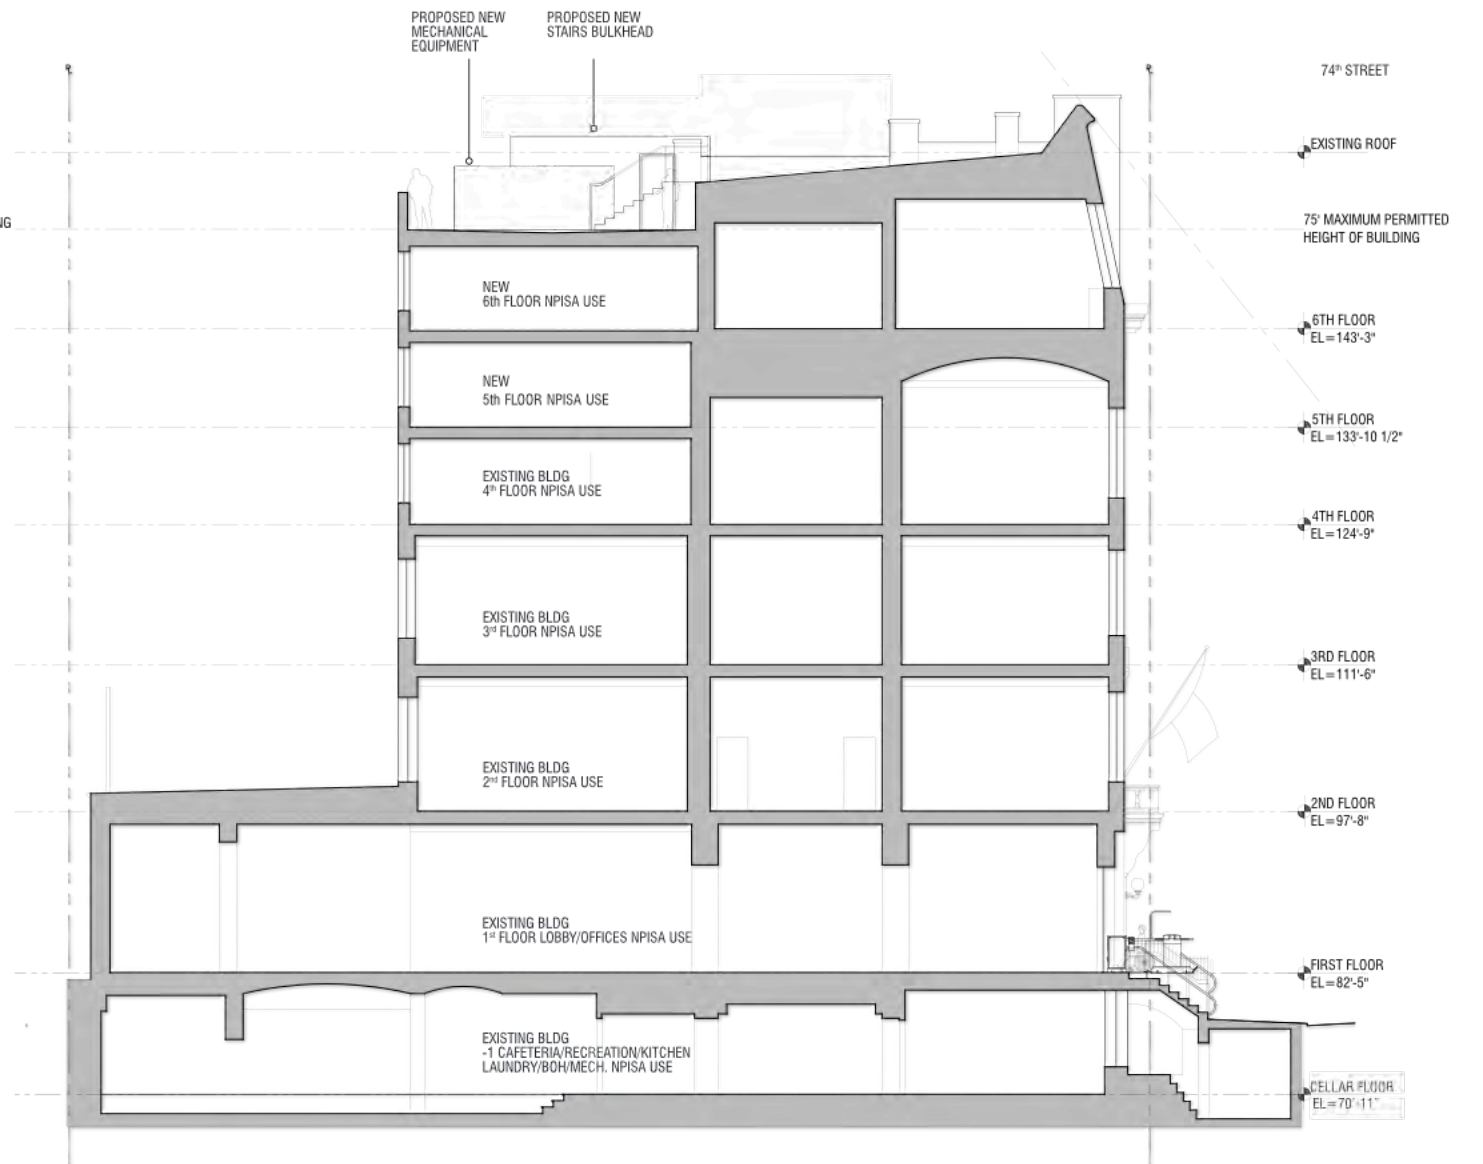 PROPOSED NEW
MECHANICAL
EQUIPMENT
PROPOSED NEW
STAIRS BULKHEAD
74th STREET
EXISTING ROOF
NG
75' MAXIMUM PERMITTED
HEIGHT OF BUILDING
NEW
6th FLOOR NPISA USE
6TH FLOOR
EL=143'-3"
NEW
5th FLOOR NPISA USE
5TH FLOOR
EL=133'-10 1/2"
EXISTING BLDG
4th FLOOR NPISA USE
4TH FLOOR
EL=124'-9"
EXISTING BLDG
3rd FLOOR NPISA USE
3RD FLOOR
EL=111'-6"
EXISTING BLDG
2nd FLOOR NPISA USE
2ND FLOOR
EL=97'-8"
EXISTING BLDG
1st FLOOR LOBBY/OFFICES NPISA USE
FIRST FLOOR
EL=82'-5"
EXISTING BLDG
-1 CAFETERIA/RECREATION/KITCHEN
LAUNDRY/BOH/MECH. NPISA USE
CELLAR FLOOR
EL=70'-11"